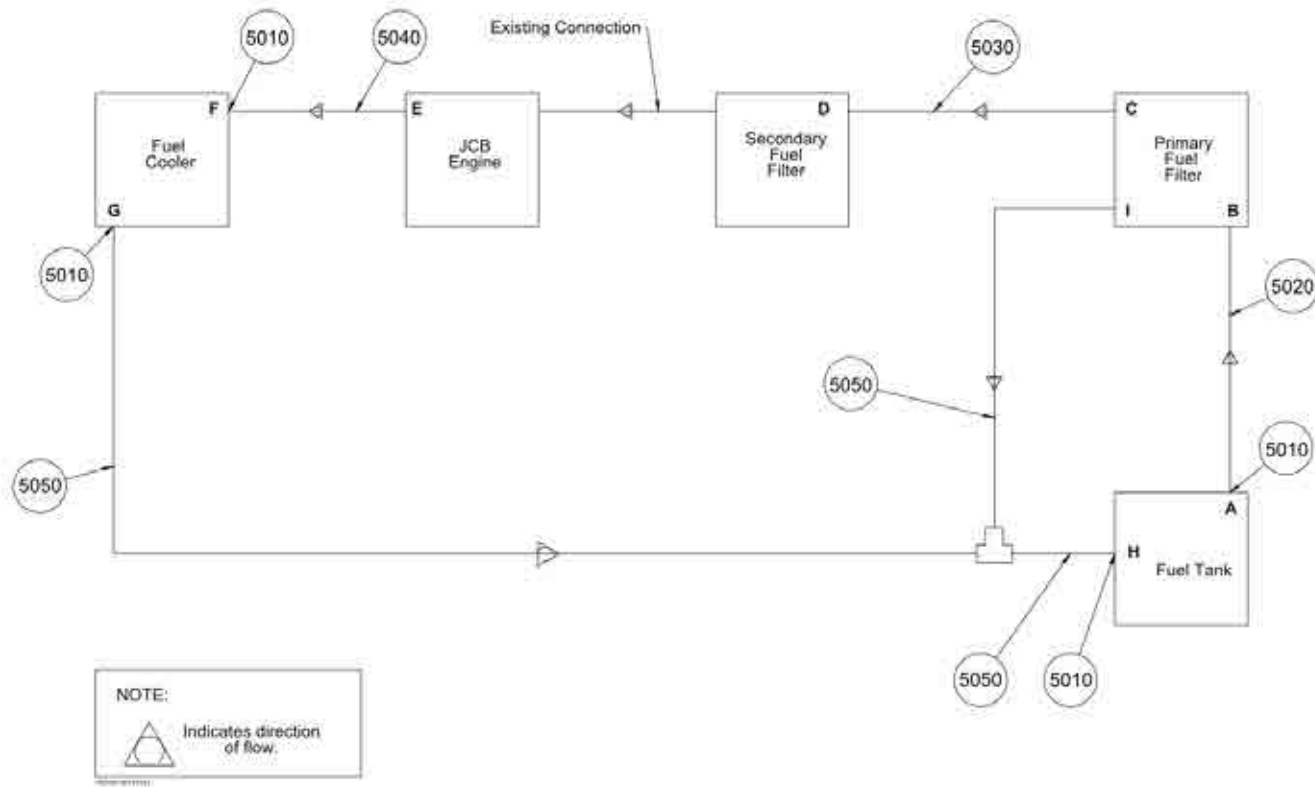 5010
5040
Existing Connection
5030
F
E
D
C
Fuel
Cooler
JCB
Engine
Secondary
Fuel
Filter
Primary
Fuel
Filter
G
I
B
5010
5020
5050
5050
5010
A
H
Fuel Tank
5050
5010
NOTE:
Indicates direction
of flow.